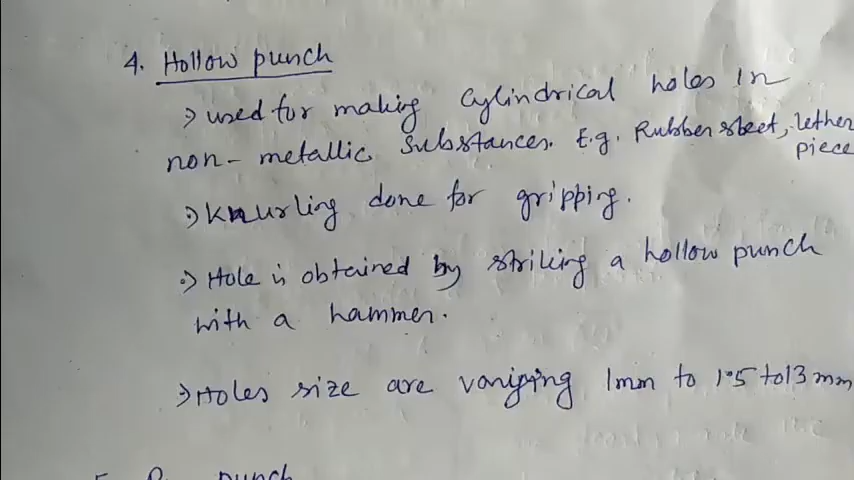 4. Hollow punch
→ used for making cylindrical holes in
non-metallic substances. E.g. Rubber sheet, lether
piece
→ Knurling done for gripping.
→ Hole is obtained by striking a hollow punch
with a hammer.
→ Holes size are varying 1mm to 1.5 to 13 mm
punch